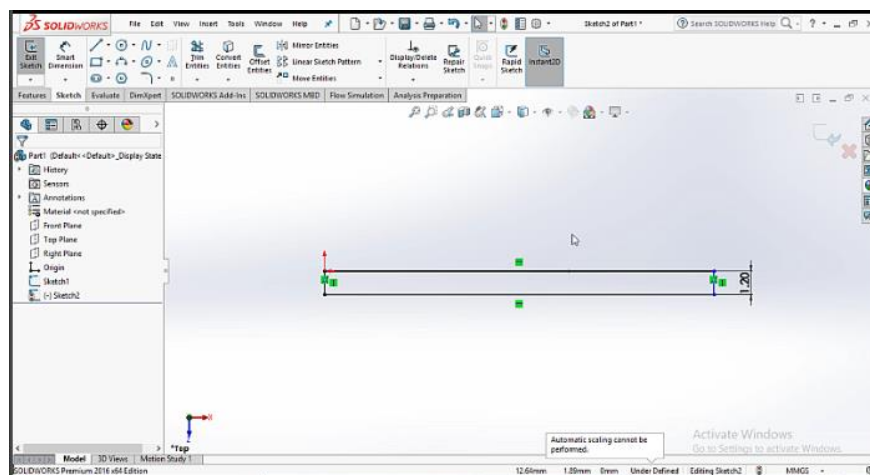 SOLIDWORKS File Edit View Insert Tools Window Help Sketch2 of Part1 * Search SOLIDWORKS Help
Exit Sketch
Smart Dimension
Trim Entities
Convert Entities
Offset Entities
Mirror Entities
Linear Sketch Pattern
Move Entities
Display/Delete Relations
Repair Sketch
Quick Snaps
Rapid Sketch
Instant2D
Features Sketch Evaluate DimXpert SOLIDWORKS Add-Ins SOLIDWORKS MBD Flow Simulation Analysis Preparation
Part1 (Default<<Default>_Display State
History
Sensors
Annotations
Material <not specified>
Front Plane
Top Plane
Right Plane
Origin
Sketch1
(-) Sketch2
1.20
X
Z
*Top
Automatic scaling cannot be performed.
Activate Windows
Go to Settings to activate Windows.
Model 3D Views Motion Study 1
SOLIDWORKS Premium 2016 x64 Edition 12.64mm 1.89mm 0mm Under Defined Editing Sketch2 MMGS